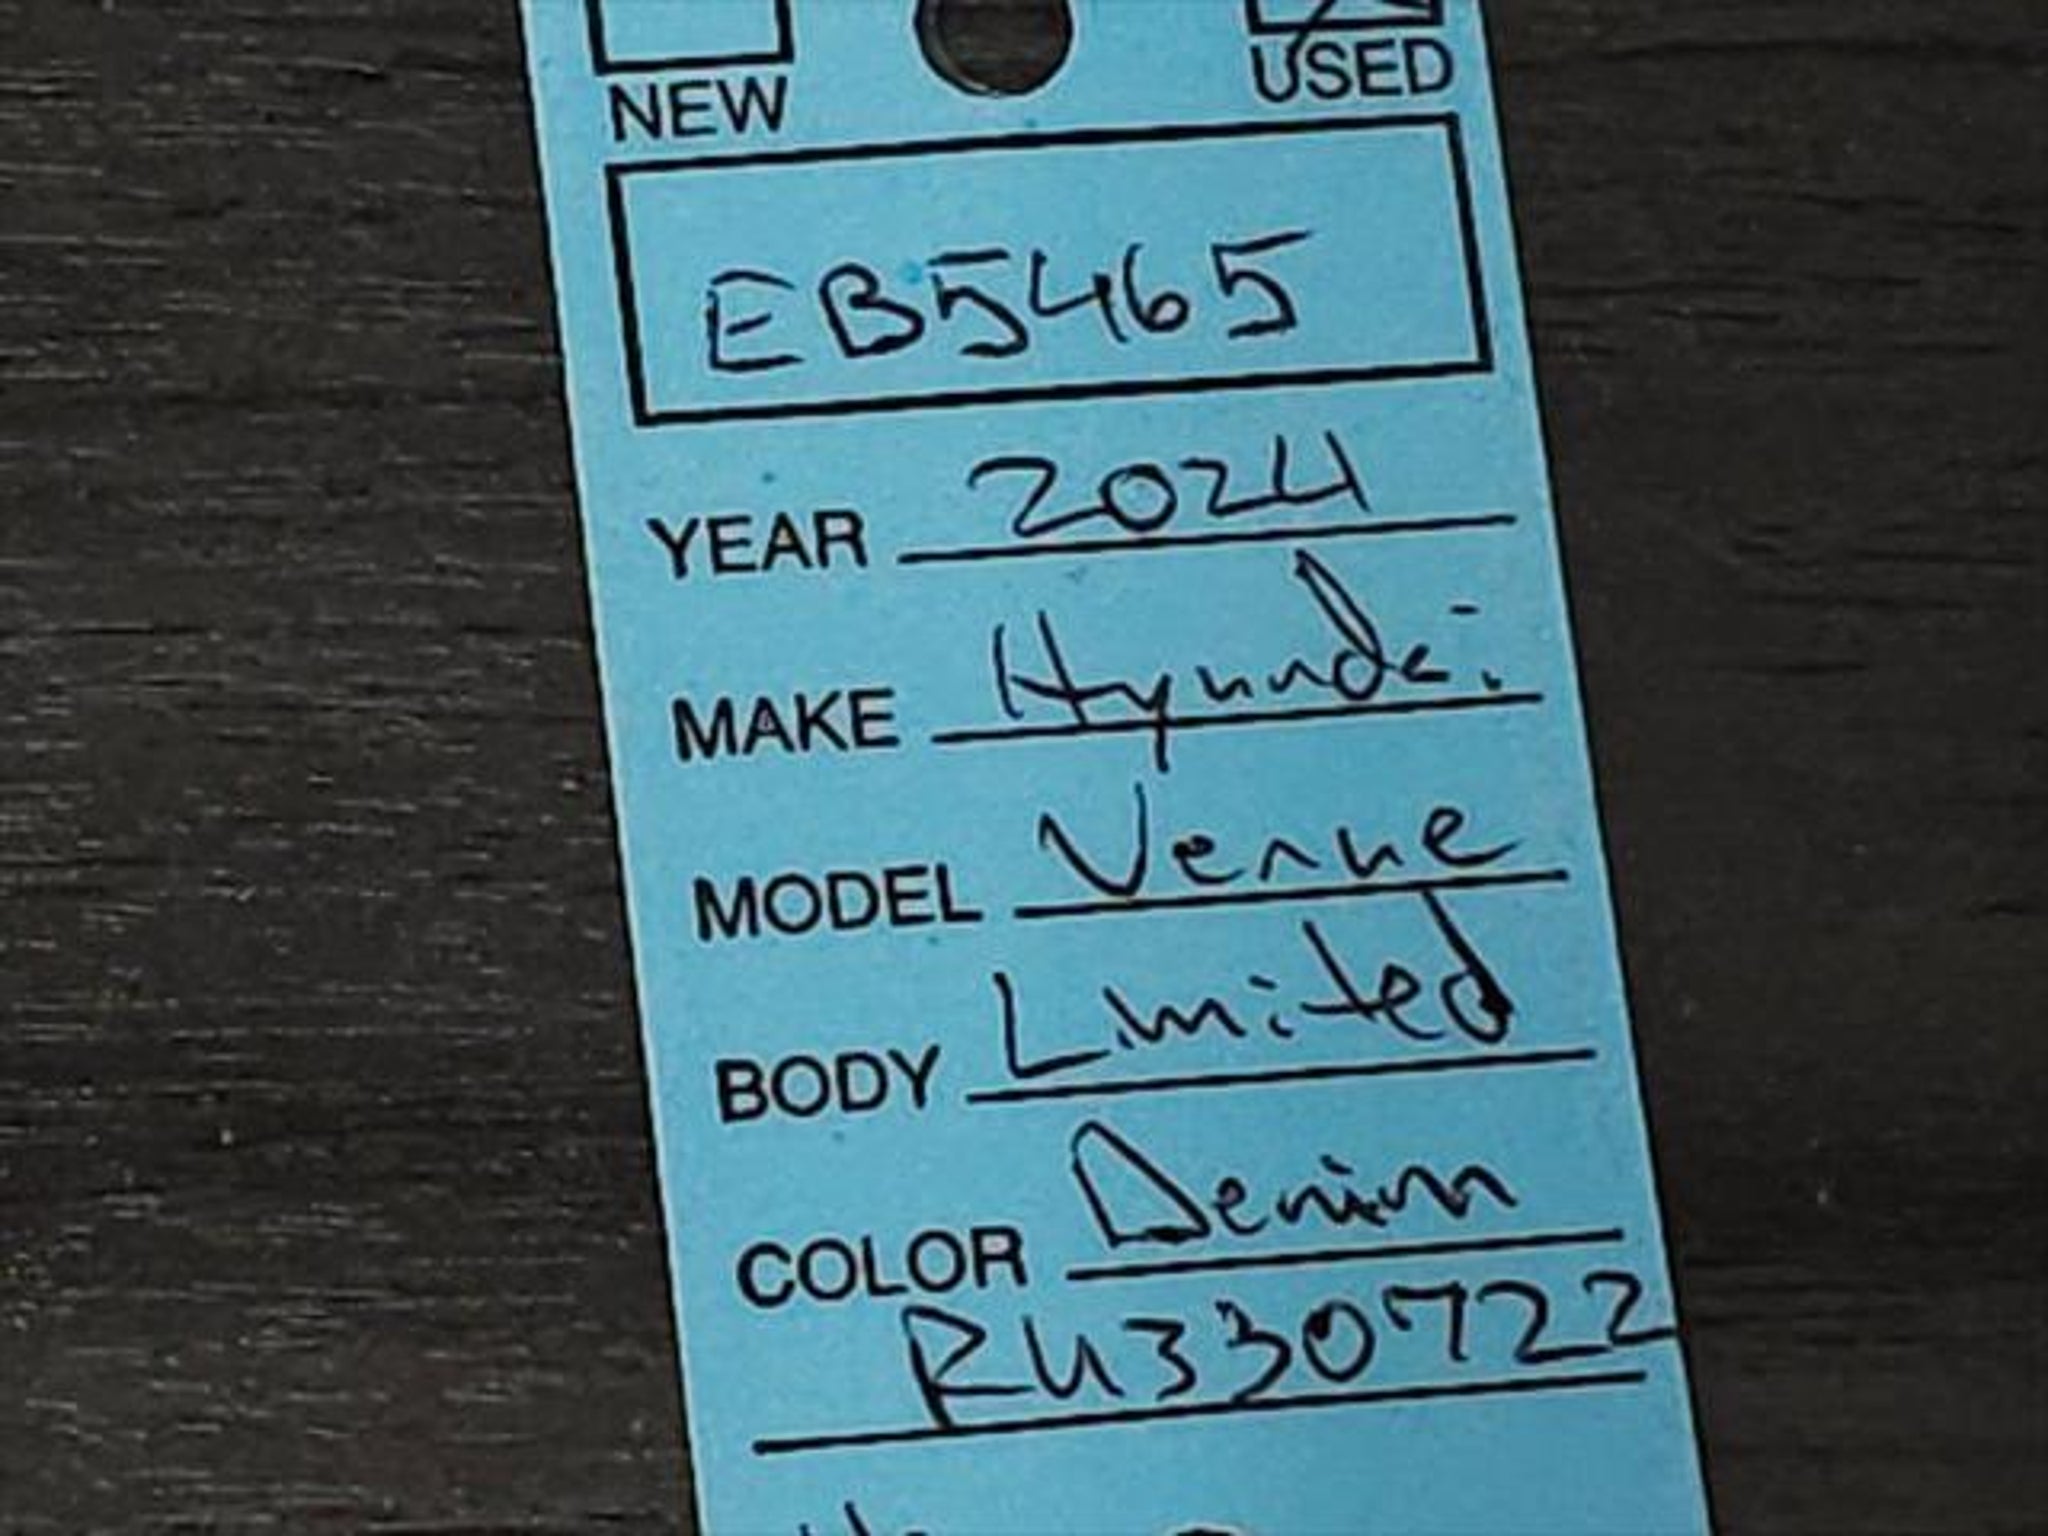 NEW USED
EB5465
YEAR 2024
MAKE Hyundai
MODEL Venue
BODY Limited
COLOR Denim
RU330722